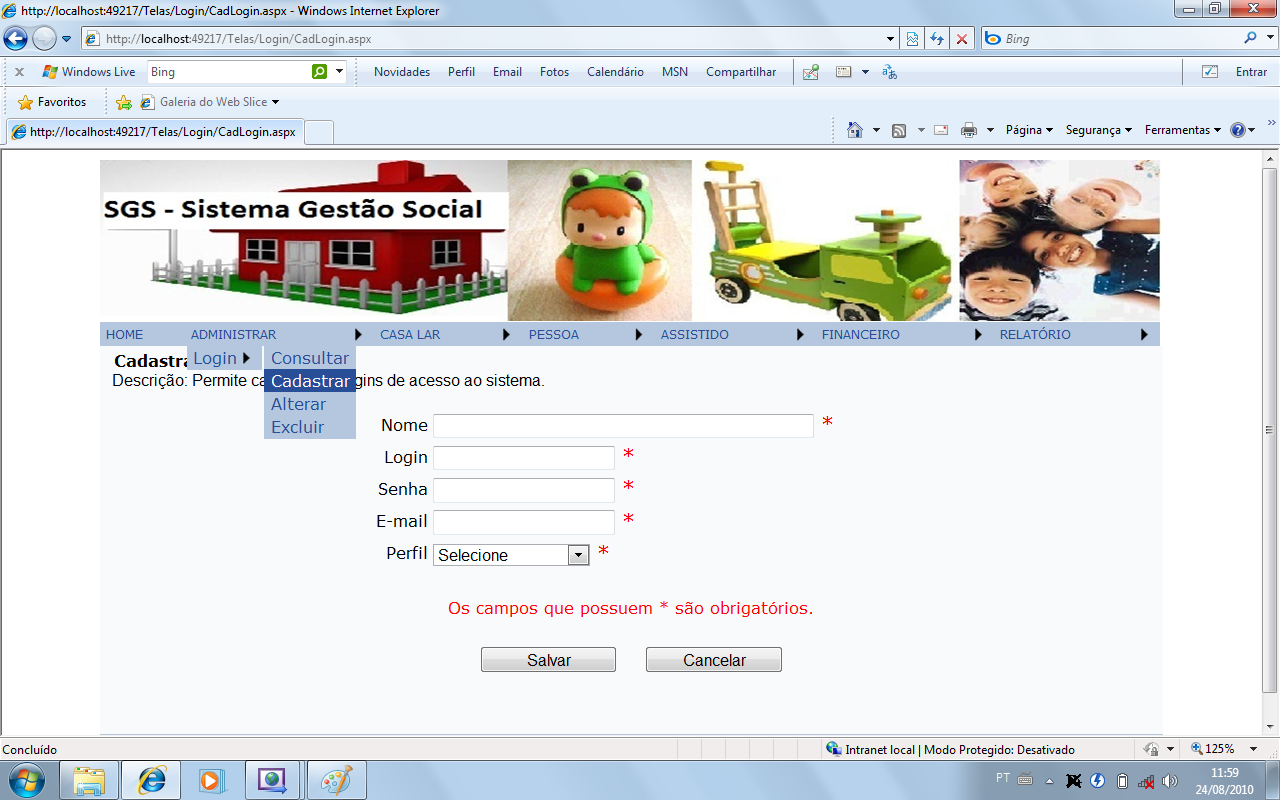 http://localhost:49217/Telas/Login/CadLogin.aspx - Windows Internet Explorer
http://localhost:49217/Telas/Login/CadLogin.aspx
Bing
Windows Live
Bing
Novidades Perfil Email Fotos Calendário MSN Compartilhar
Entrar
Favoritos
Galeria do Web Slice
http://localhost:49217/Telas/Login/CadLogin.aspx
Página Segurança Ferramentas
SGS - Sistema Gestão Social
HOME ADMINISTRAR CASA LAR PESSOA ASSISTIDO FINANCEIRO RELATÓRIO
Login
Consultar
Cadastrar
Alterar
Excluir
Descrição: Permite
de acesso ao sistema.
Nome *
Login *
Senha *
E-mail *
Perfil Selecione *
Os campos que possuem * são obrigatórios.
Salvar Cancelar
Concluído
Intranet local | Modo Protegido: Desativado
125%
PT
11:59
24/08/2010